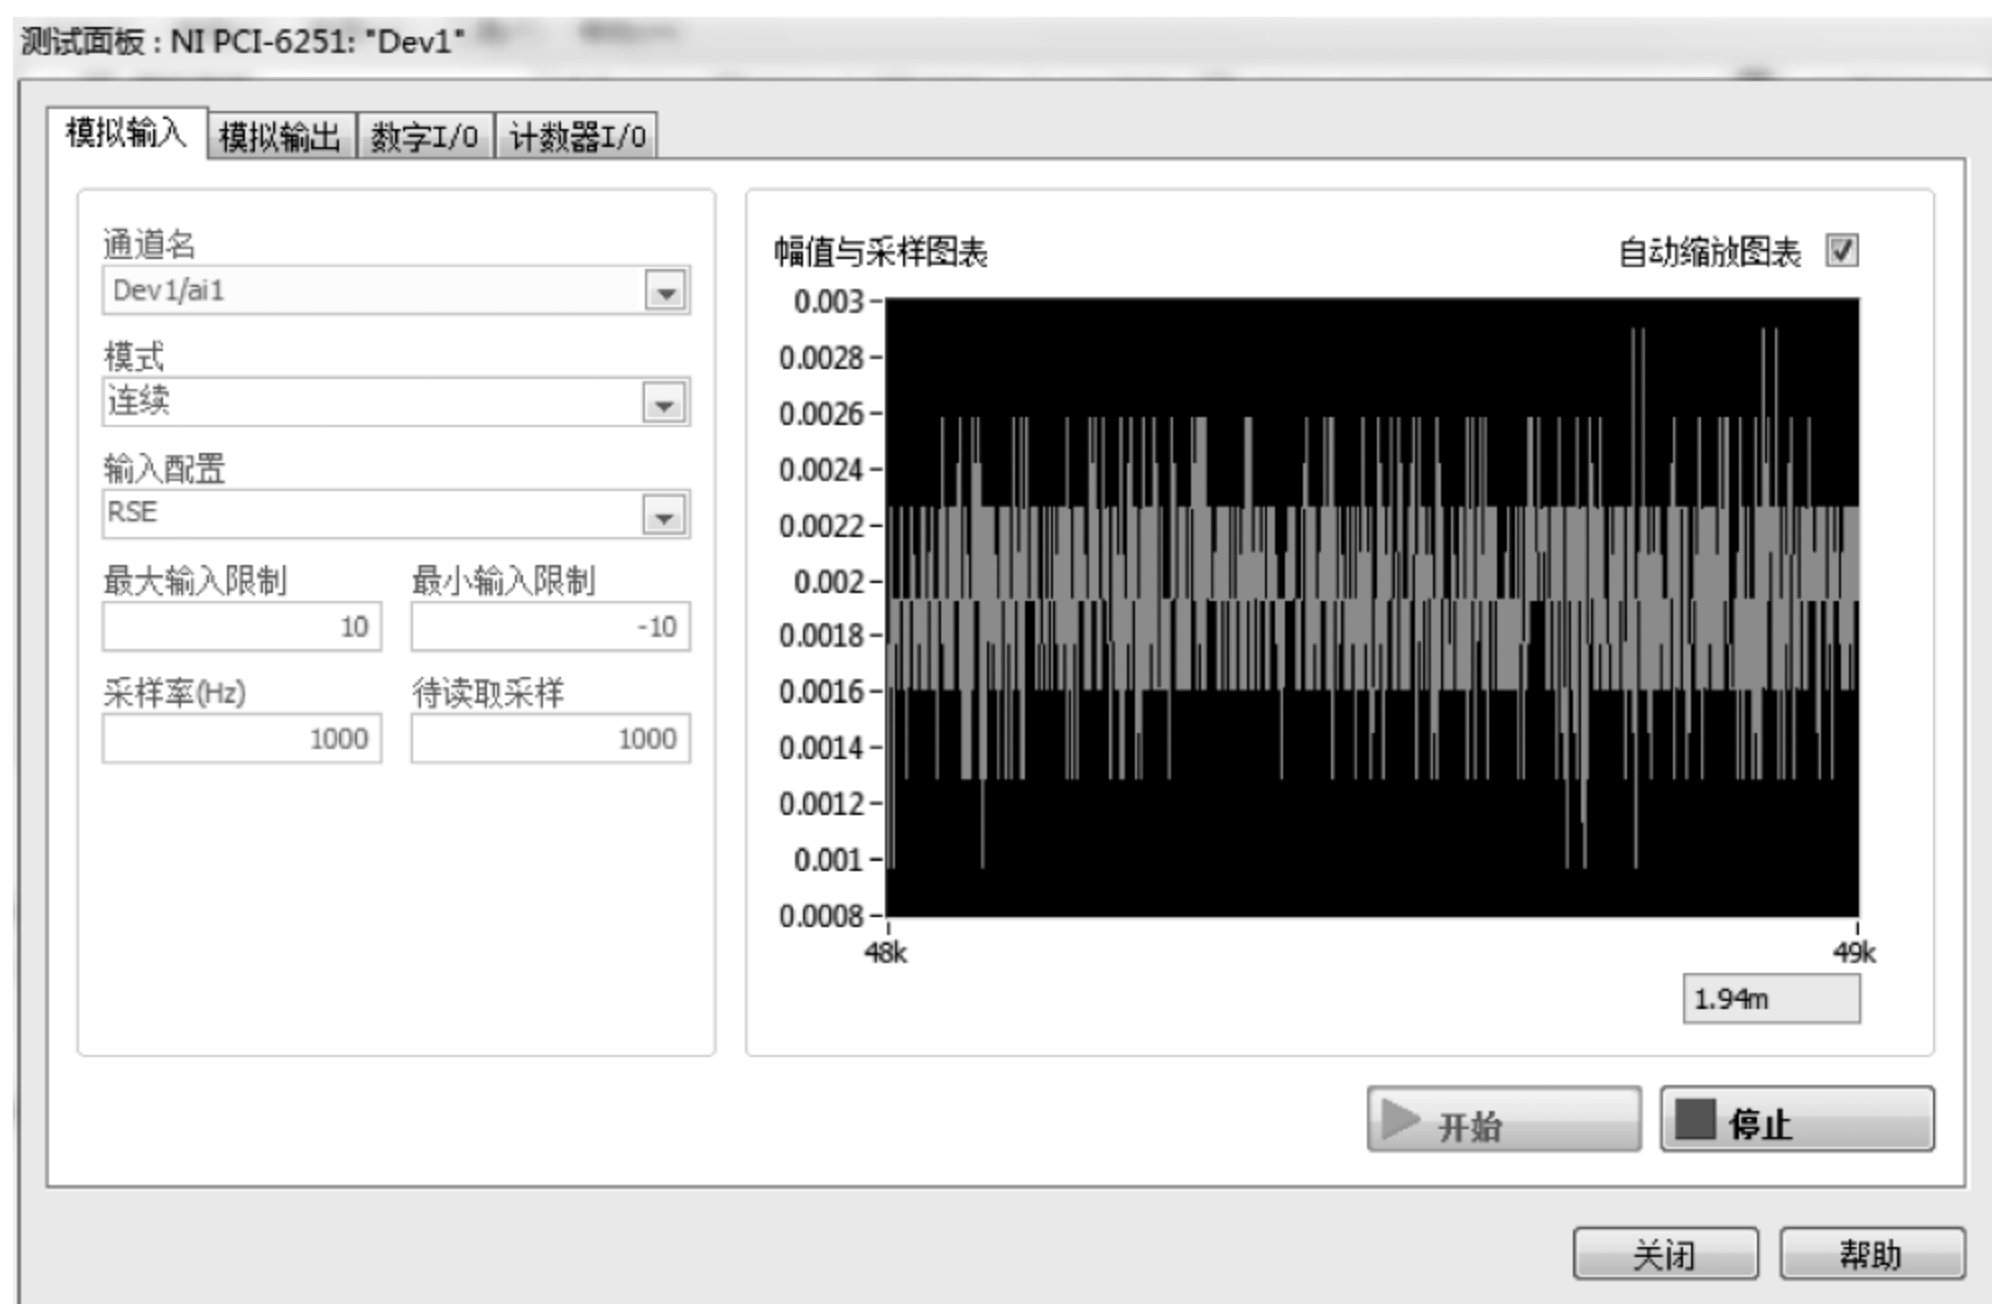 测试面板 : NI PCI-6251: "Dev1"
模拟输入 模拟输出 数字I/O 计数器I/O
通道名
Dev1/ai1
模式
连续
输入配置
RSE
最大输入限制 最小输入限制
10 -10
采样率(Hz) 待读取采样
1000 1000
幅值与采样图表 自动缩放图表
0.003
0.0028
0.0026
0.0024
0.0022
0.002
0.0018
0.0016
0.0014
0.0012
0.001
0.0008
48k 49k
1.94m
开始 停止
关闭 帮助